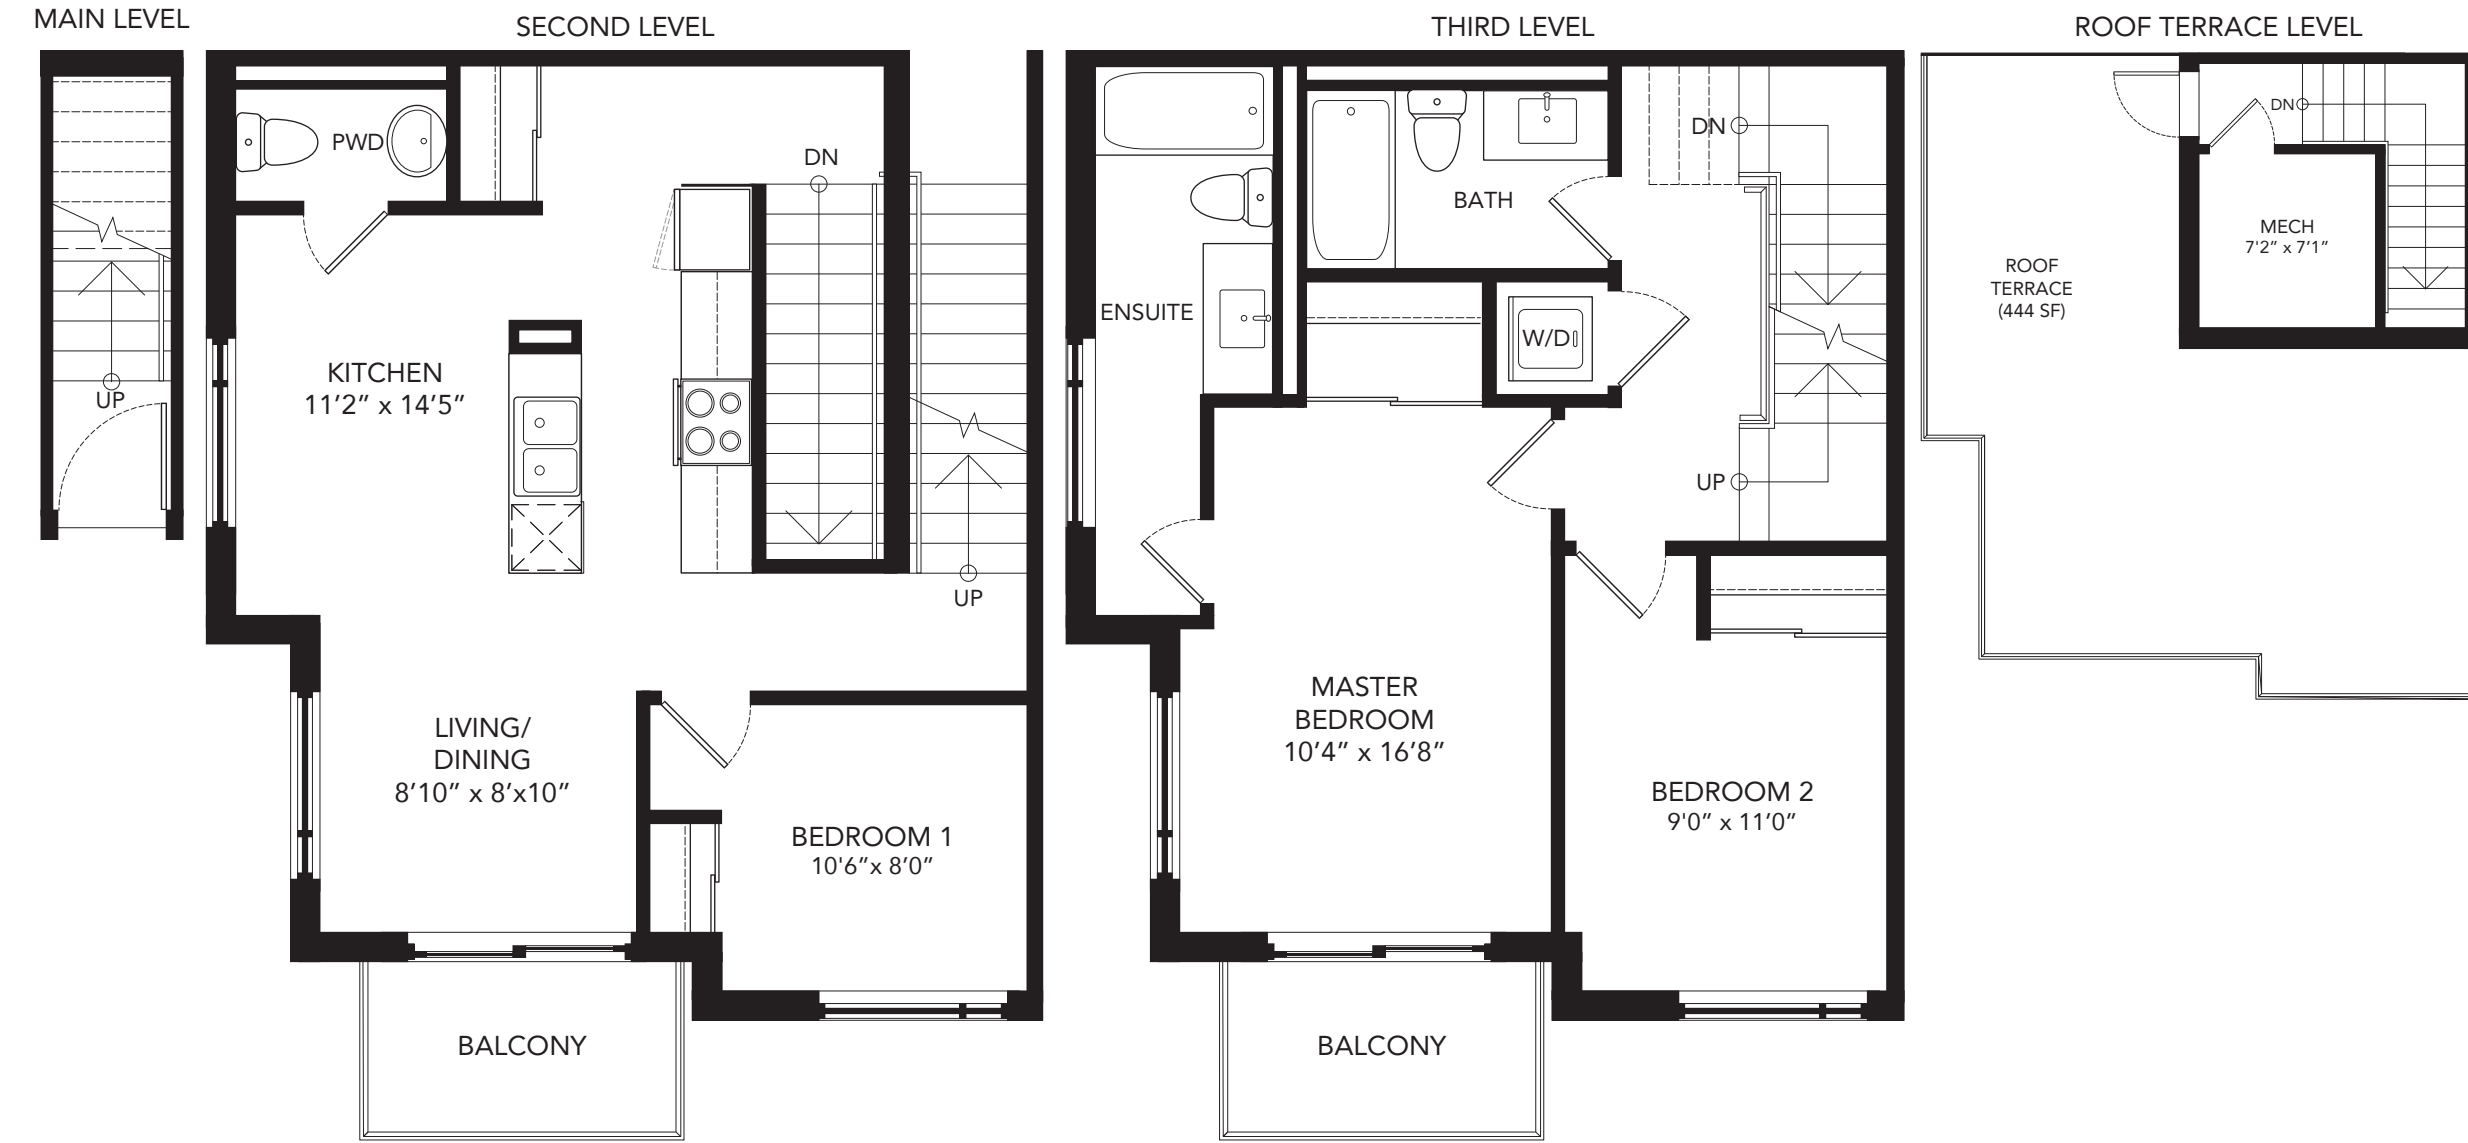 MAIN LEVEL
UP
SECOND LEVEL
PWD
DN
KITCHEN
11’2” x 14’5”
UP
LIVING/
DINING
8’10” x 8’x10”
BEDROOM 1
10'6”x 8’0”
BALCONY
THIRD LEVEL
DN
BATH
ENSUITE
W/D
UP
MASTER
BEDROOM
10’4” x 16’8”
BEDROOM 2
9'0” x 11’0”
BALCONY
ROOF TERRACE LEVEL
DN
MECH
7'2” x 7’1”
ROOF
TERRACE
(444 SF)